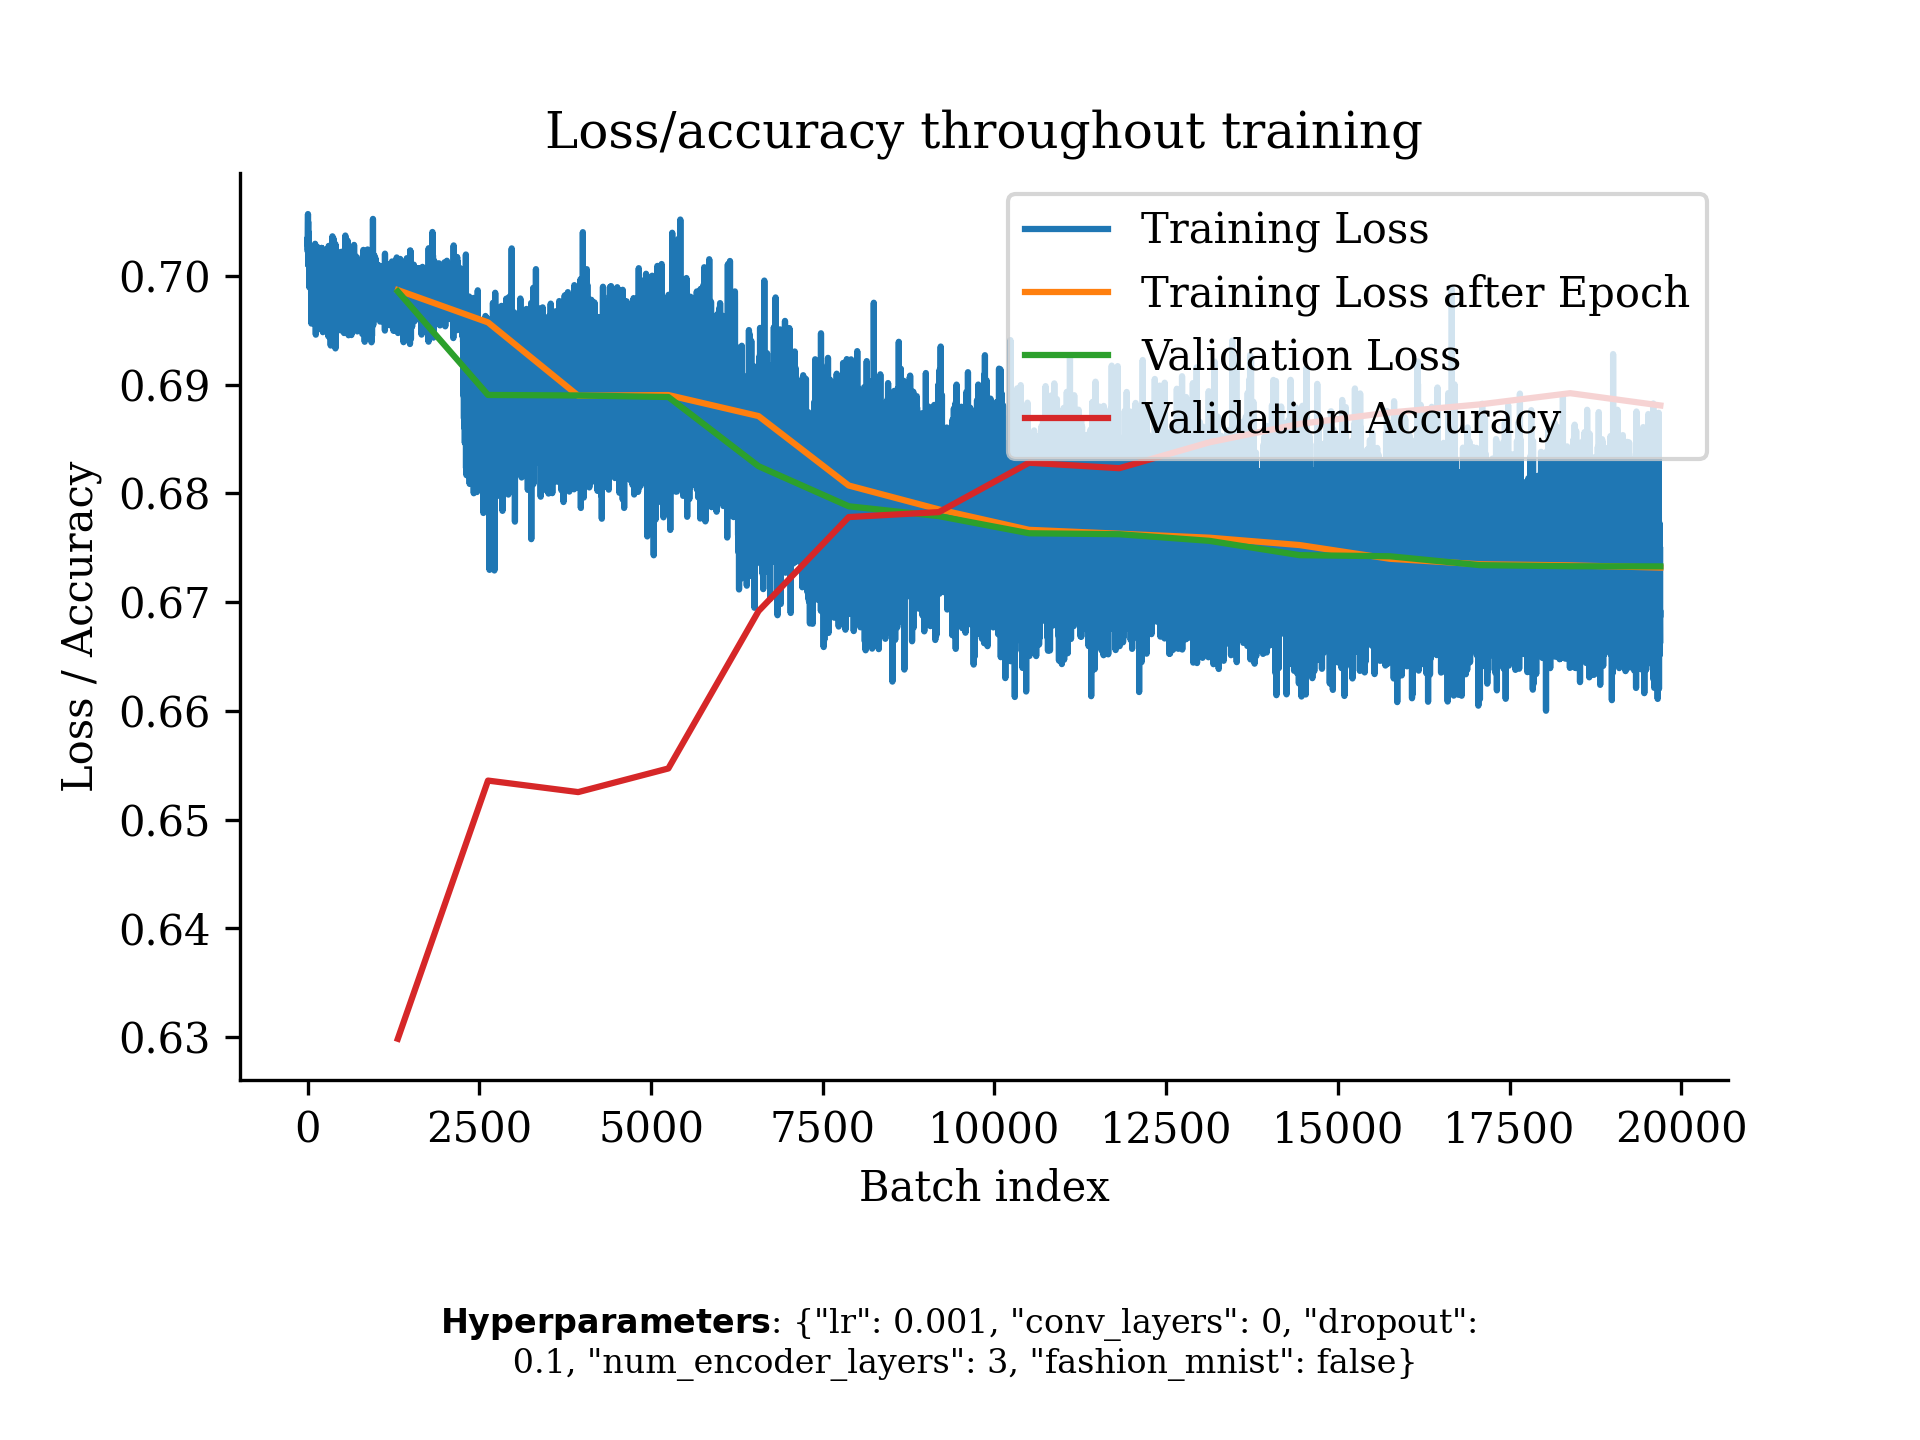 Loss/accuracy throughout training
Training Loss
Training Loss after Epoch
Validation Loss
Validation Accuracy
Loss / Accuracy
0.70
0.69
0.68
0.67
0.66
0.65
0.64
0.63
0
2500
5000
7500
10000
12500
15000
17500
20000
Batch index
Hyperparameters: {"lr": 0.001, "conv_layers": 0, "dropout":
0.1, "num_encoder_layers": 3, "fashion_mnist": false}